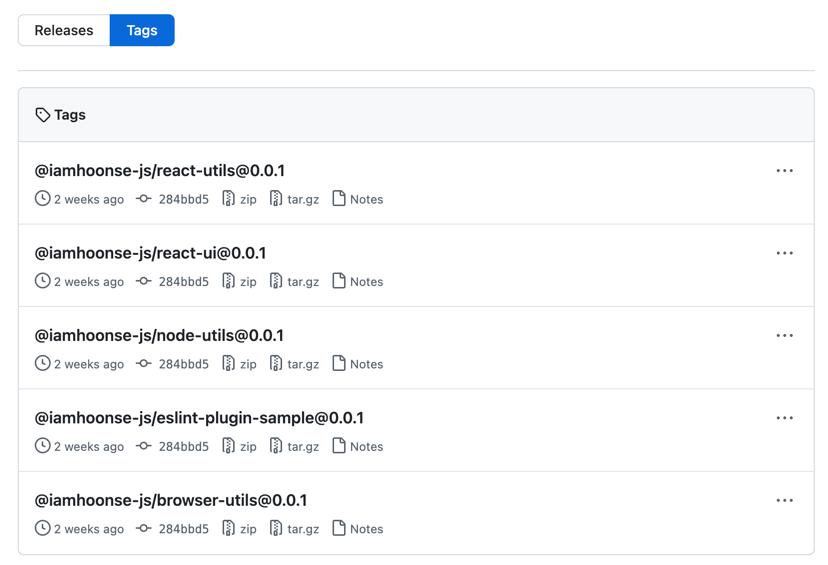 Releases Tags
Tags
@iamhoonse-js/react-utils@0.0.1
2 weeks ago 284bbd5 zip tar.gz Notes
@iamhoonse-js/react-ui@0.0.1
2 weeks ago 284bbd5 zip tar.gz Notes
@iamhoonse-js/node-utils@0.0.1
2 weeks ago 284bbd5 zip tar.gz Notes
@iamhoonse-js/eslint-plugin-sample@0.0.1
2 weeks ago 284bbd5 zip tar.gz Notes
@iamhoonse-js/browser-utils@0.0.1
2 weeks ago 284bbd5 zip tar.gz Notes